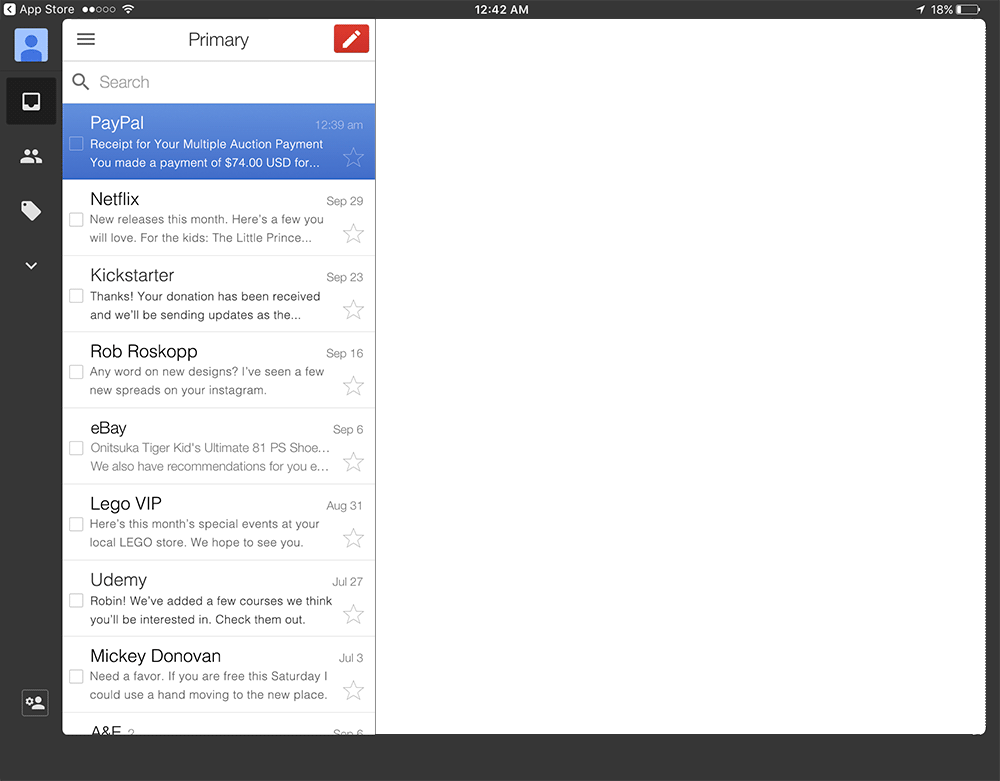 App Store
12:42 AM
18%
Primary
Search
PayPal
12:39 am
Receipt for Your Multiple Auction Payment
You made a payment of $74.00 USD for...
Netflix
Sep 29
New releases this month. Here's a few you
will love. For the kids: The Little Prince...
Kickstarter
Sep 23
Thanks! Your donation has been received
and we'll be sending updates as the...
Rob Roskopp
Sep 16
Any word on new designs? I've seen a few
new spreads on your instagram.
eBay
Sep 6
Onitsuka Tiger Kid's Ultimate 81 PS Shoe...
We also have recommendations for you e...
Lego VIP
Aug 31
Here's this month's special events at your
local LEGO store. We hope to see you.
Udemy
Jul 27
Robin! We've added a few courses we think
you'll be interested in. Check them out.
Mickey Donovan
Jul 3
Need a favor. If you are free this Saturday I
could use a hand moving to the new place.
A&E 2
Sep 6